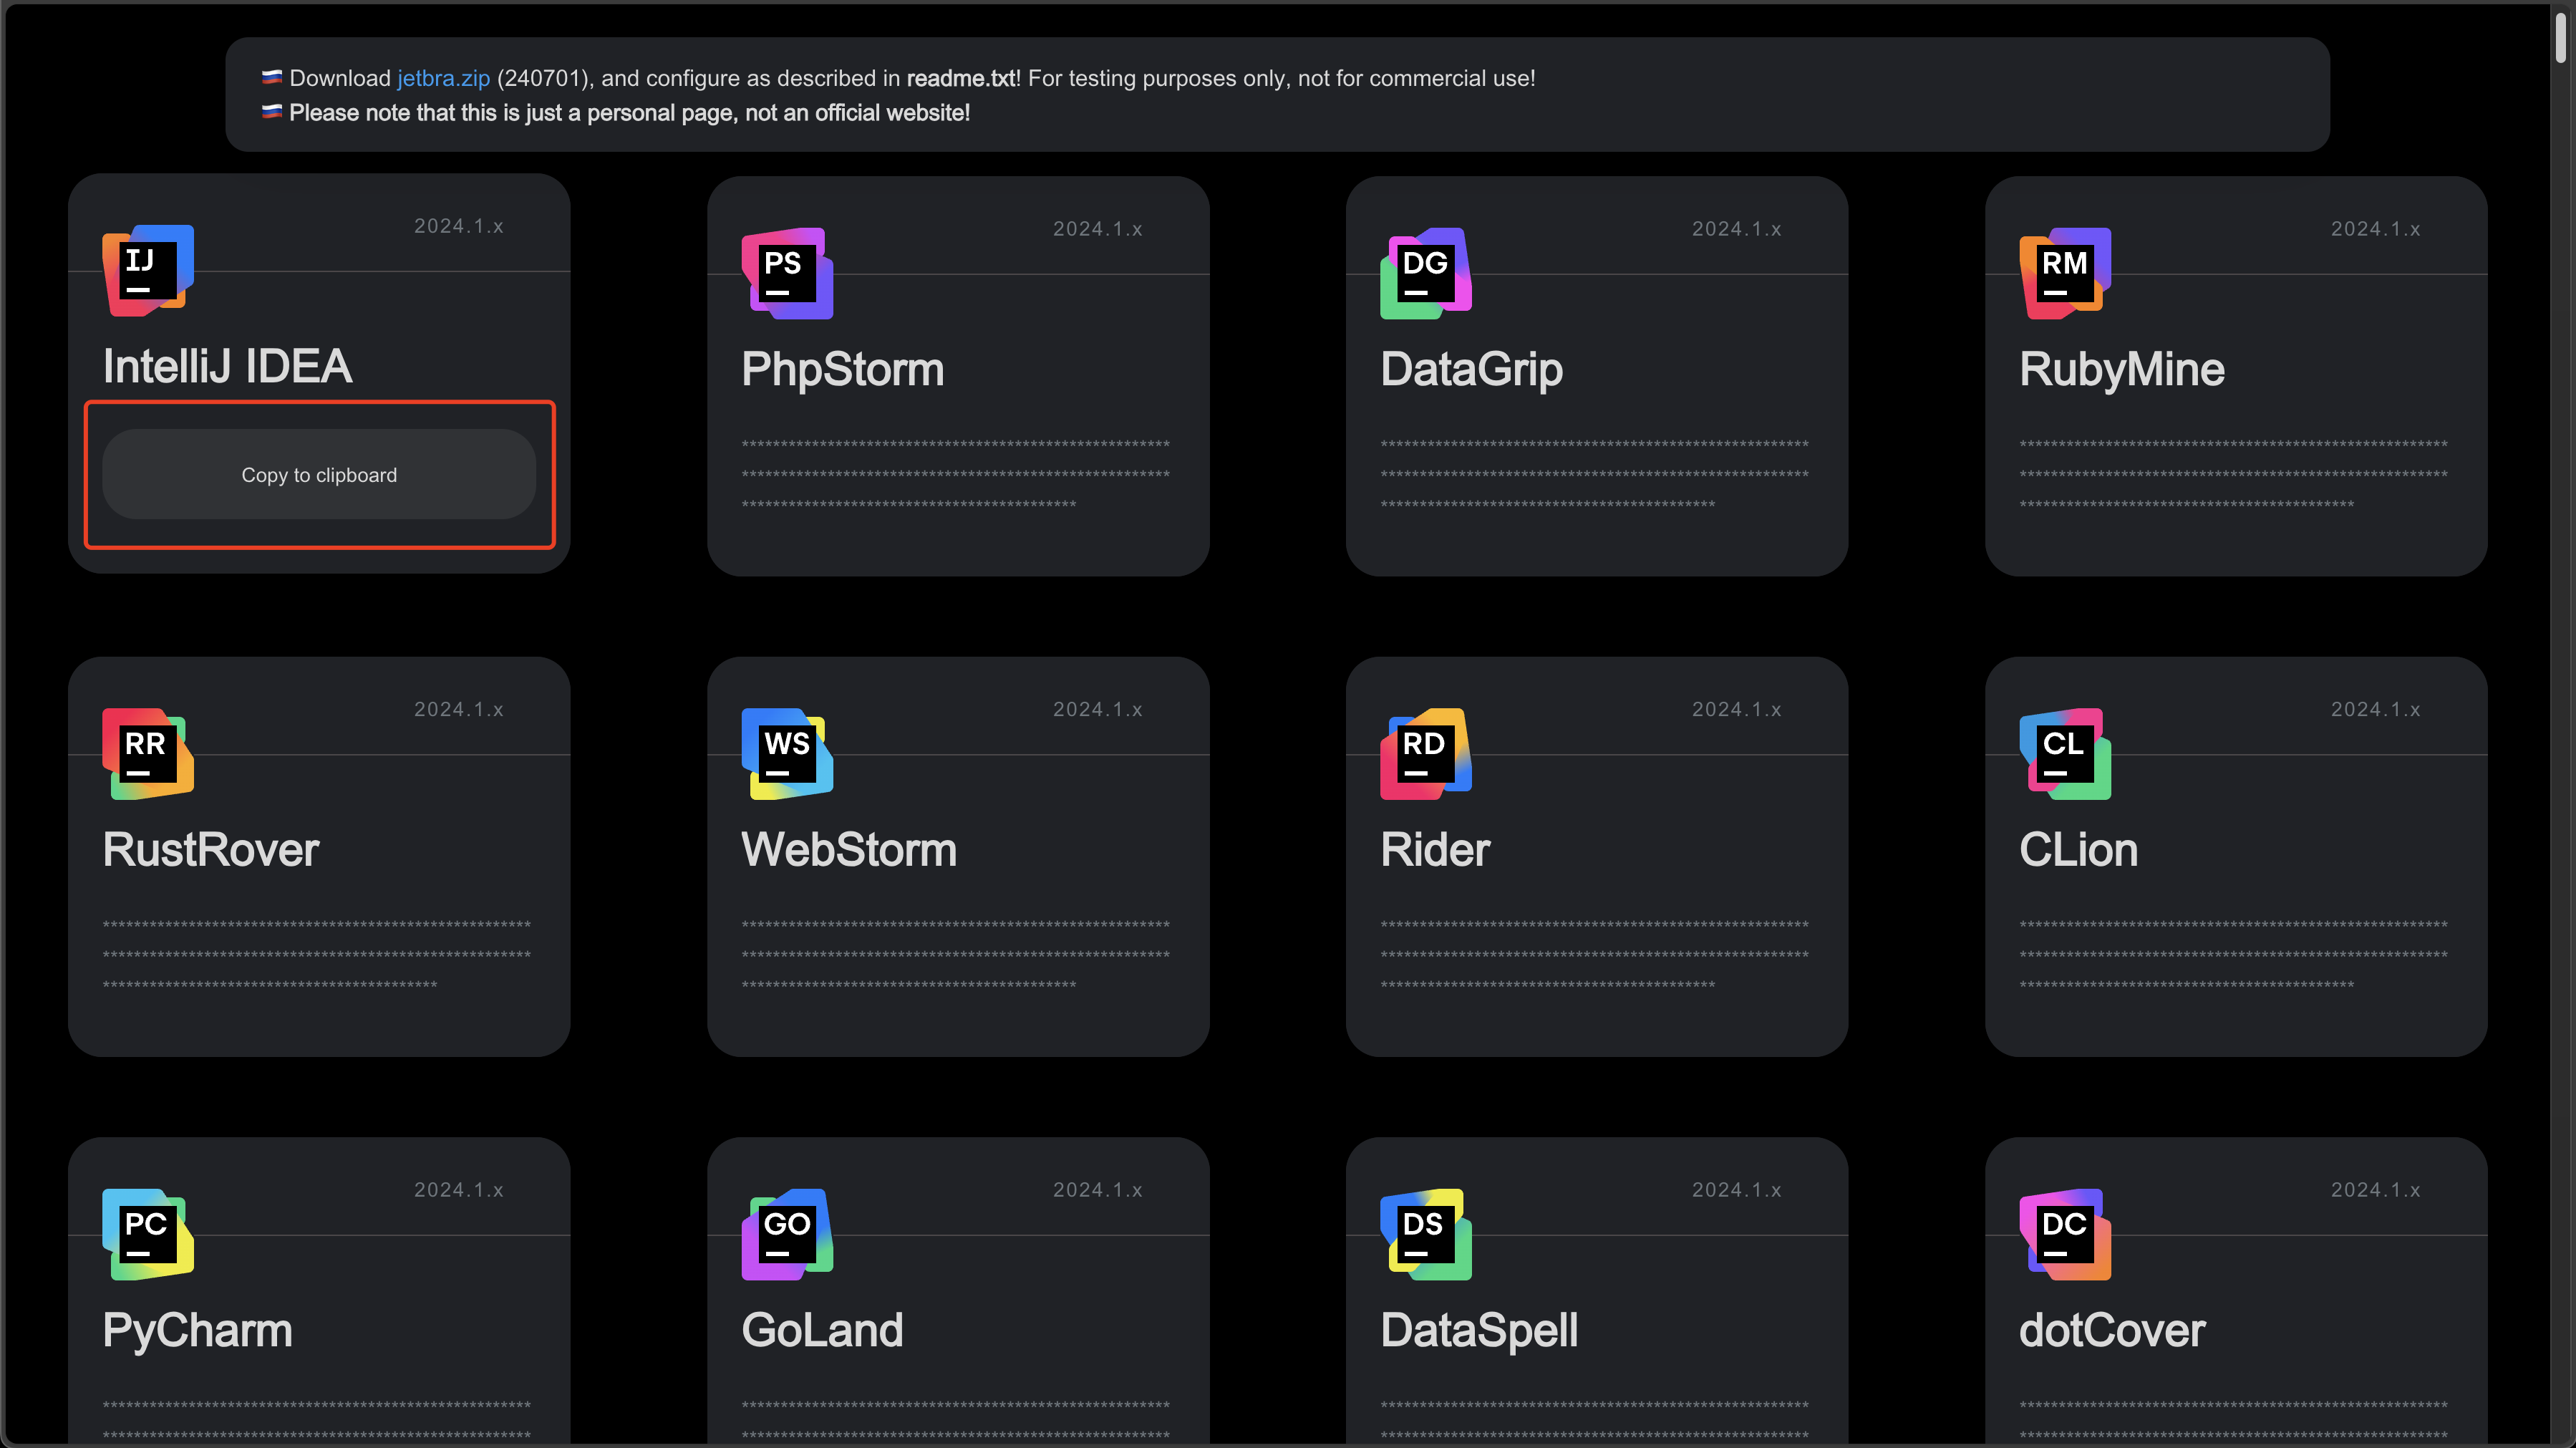 Download jetbra.zip (240701), and configure as described in readme.txt! For testing purposes only, not for commercial use!
Please note that this is just a personal page, not an official website!
2024.1.x
IJ
IntelliJ IDEA
Copy to clipboard
2024.1.x
PS
PhpStorm
2024.1.x
DG
DataGrip
2024.1.x
RM
RubyMine
2024.1.x
RR
RustRover
2024.1.x
WS
WebStorm
2024.1.x
RD
Rider
2024.1.x
CL
CLion
2024.1.x
PC
PyCharm
2024.1.x
GO
GoLand
2024.1.x
DS
DataSpell
2024.1.x
DC
dotCover